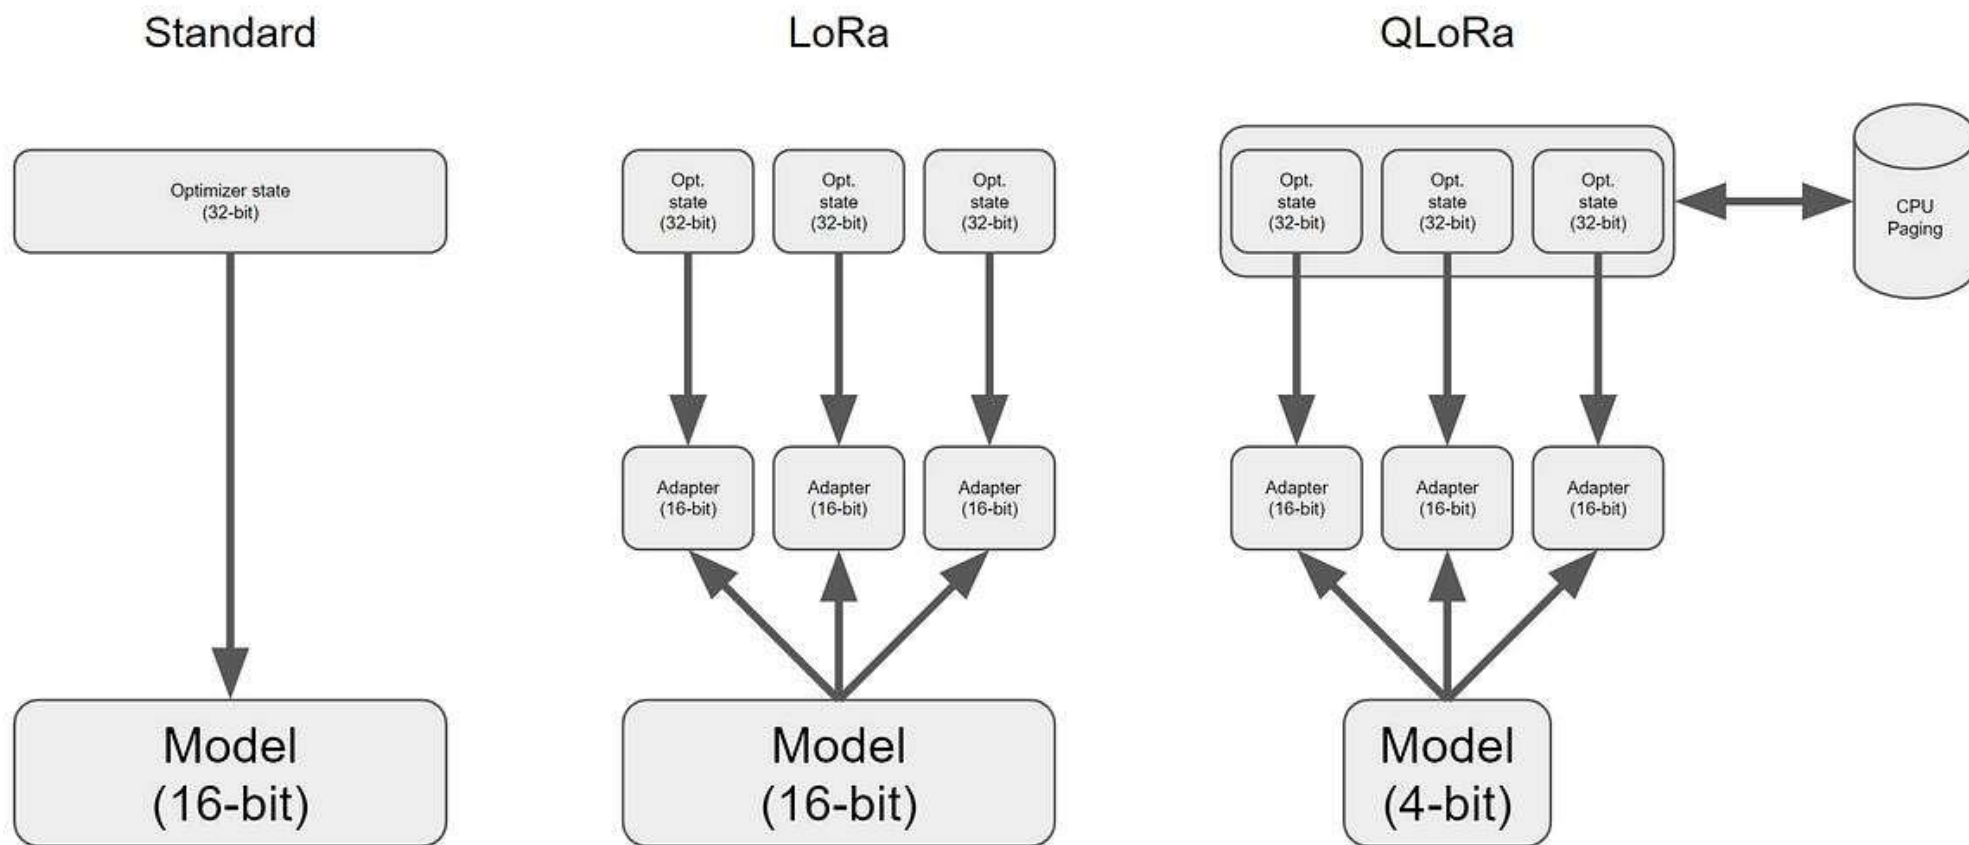 Standard
Optimizer state
(32-bit)
Model
(16-bit)
LoRa
Opt.
state
(32-bit)
Opt.
state
(32-bit)
Opt.
state
(32-bit)
Adapter
(16-bit)
Adapter
(16-bit)
Adapter
(16-bit)
Model
(16-bit)
QLoRa
Opt.
state
(32-bit)
Opt.
state
(32-bit)
Opt.
state
(32-bit)
CPU
Paging
Adapter
(16-bit)
Adapter
(16-bit)
Adapter
(16-bit)
Model
(4-bit)